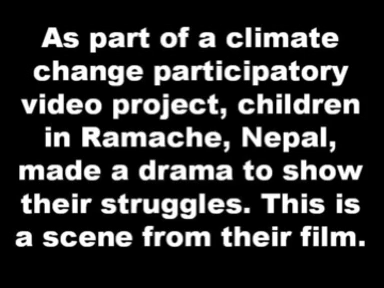 As part of a climate
change participatory
video project, children
in Ramache, Nepal,
made a drama to show
their struggles. This is
a scene from their film.